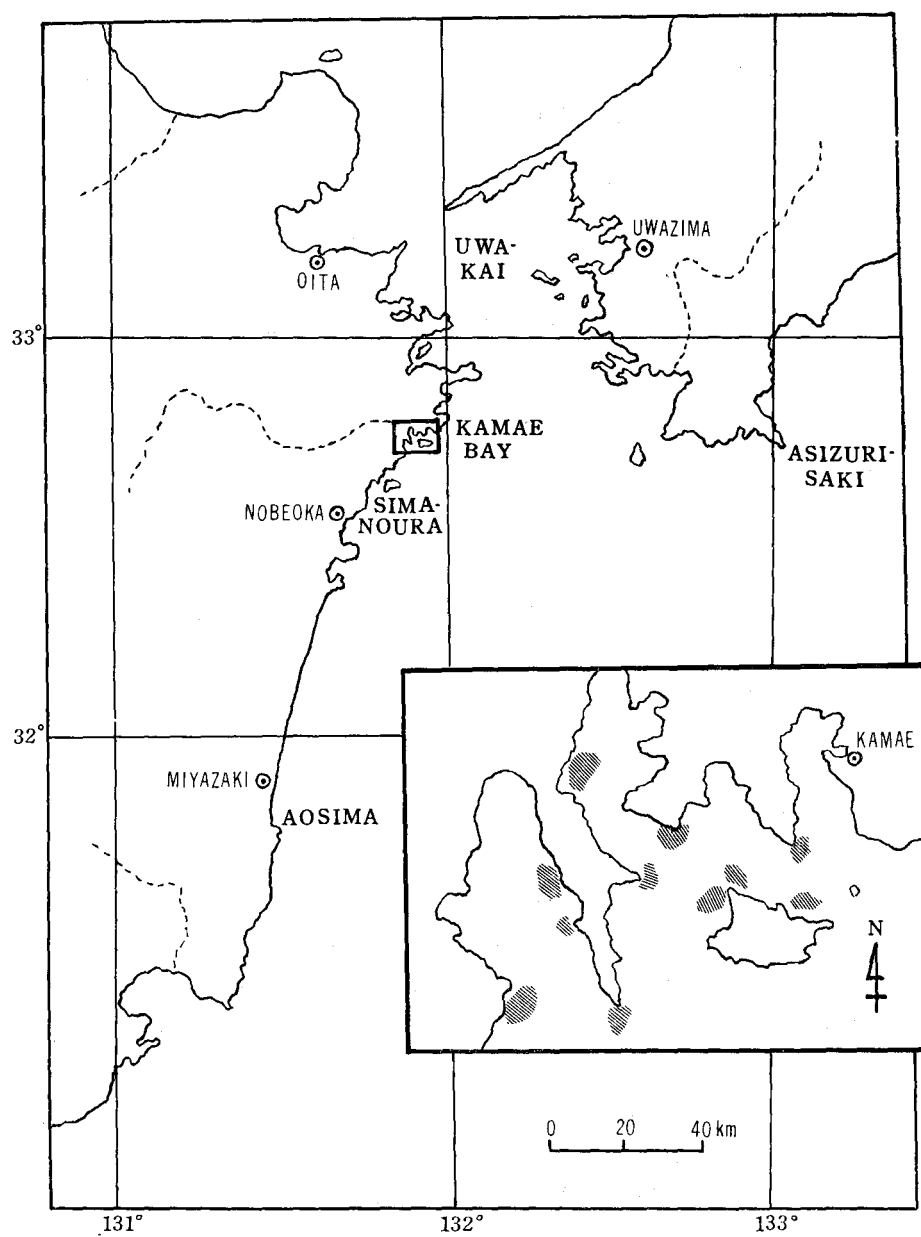 UWAZIMA
UWA-
KAI
OITA
33°
KAMAE
BAY
ASIZURI-
SAKI
SIMA-
NOURA
NOBEOKA
32°
KAMAE
MIYAZAKI
AOSIMA
N
0 20 40 km
131° 132° 133°